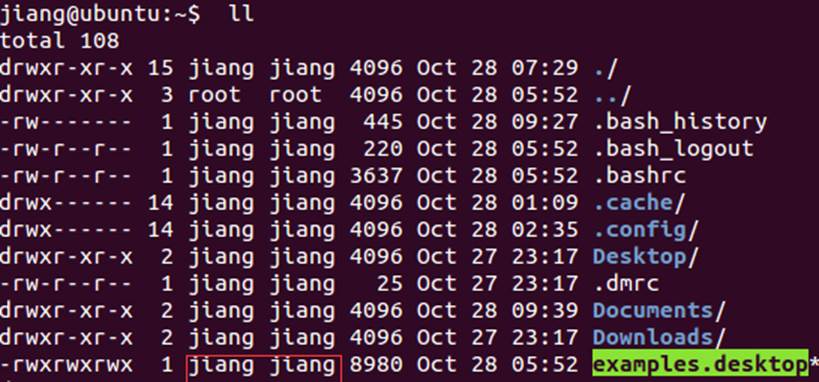 jiang@ubuntu:~$  ll
total 108
drwxr-xr-x 15 jiang jiang 4096 Oct 28 07:29 ./
drwxr-xr-x  3 root  root  4096 Oct 28 05:52 ../
-rw-------  1 jiang jiang  445 Oct 28 09:27 .bash_history
-rw-r--r--  1 jiang jiang  220 Oct 28 05:52 .bash_logout
-rw-r--r--  1 jiang jiang 3637 Oct 28 05:52 .bashrc
drwx------ 14 jiang jiang 4096 Oct 28 01:09 .cache/
drwx------ 14 jiang jiang 4096 Oct 28 02:35 .config/
drwxr-xr-x  2 jiang jiang 4096 Oct 27 23:17 Desktop/
-rw-r--r--  1 jiang jiang   25 Oct 27 23:17 .dmrc
drwxr-xr-x  2 jiang jiang 4096 Oct 28 09:39 Documents/
drwxr-xr-x  2 jiang jiang 4096 Oct 27 23:17 Downloads/
-rwxrwxrwx  1 jiang jiang 8980 Oct 28 05:52 examples.desktop*